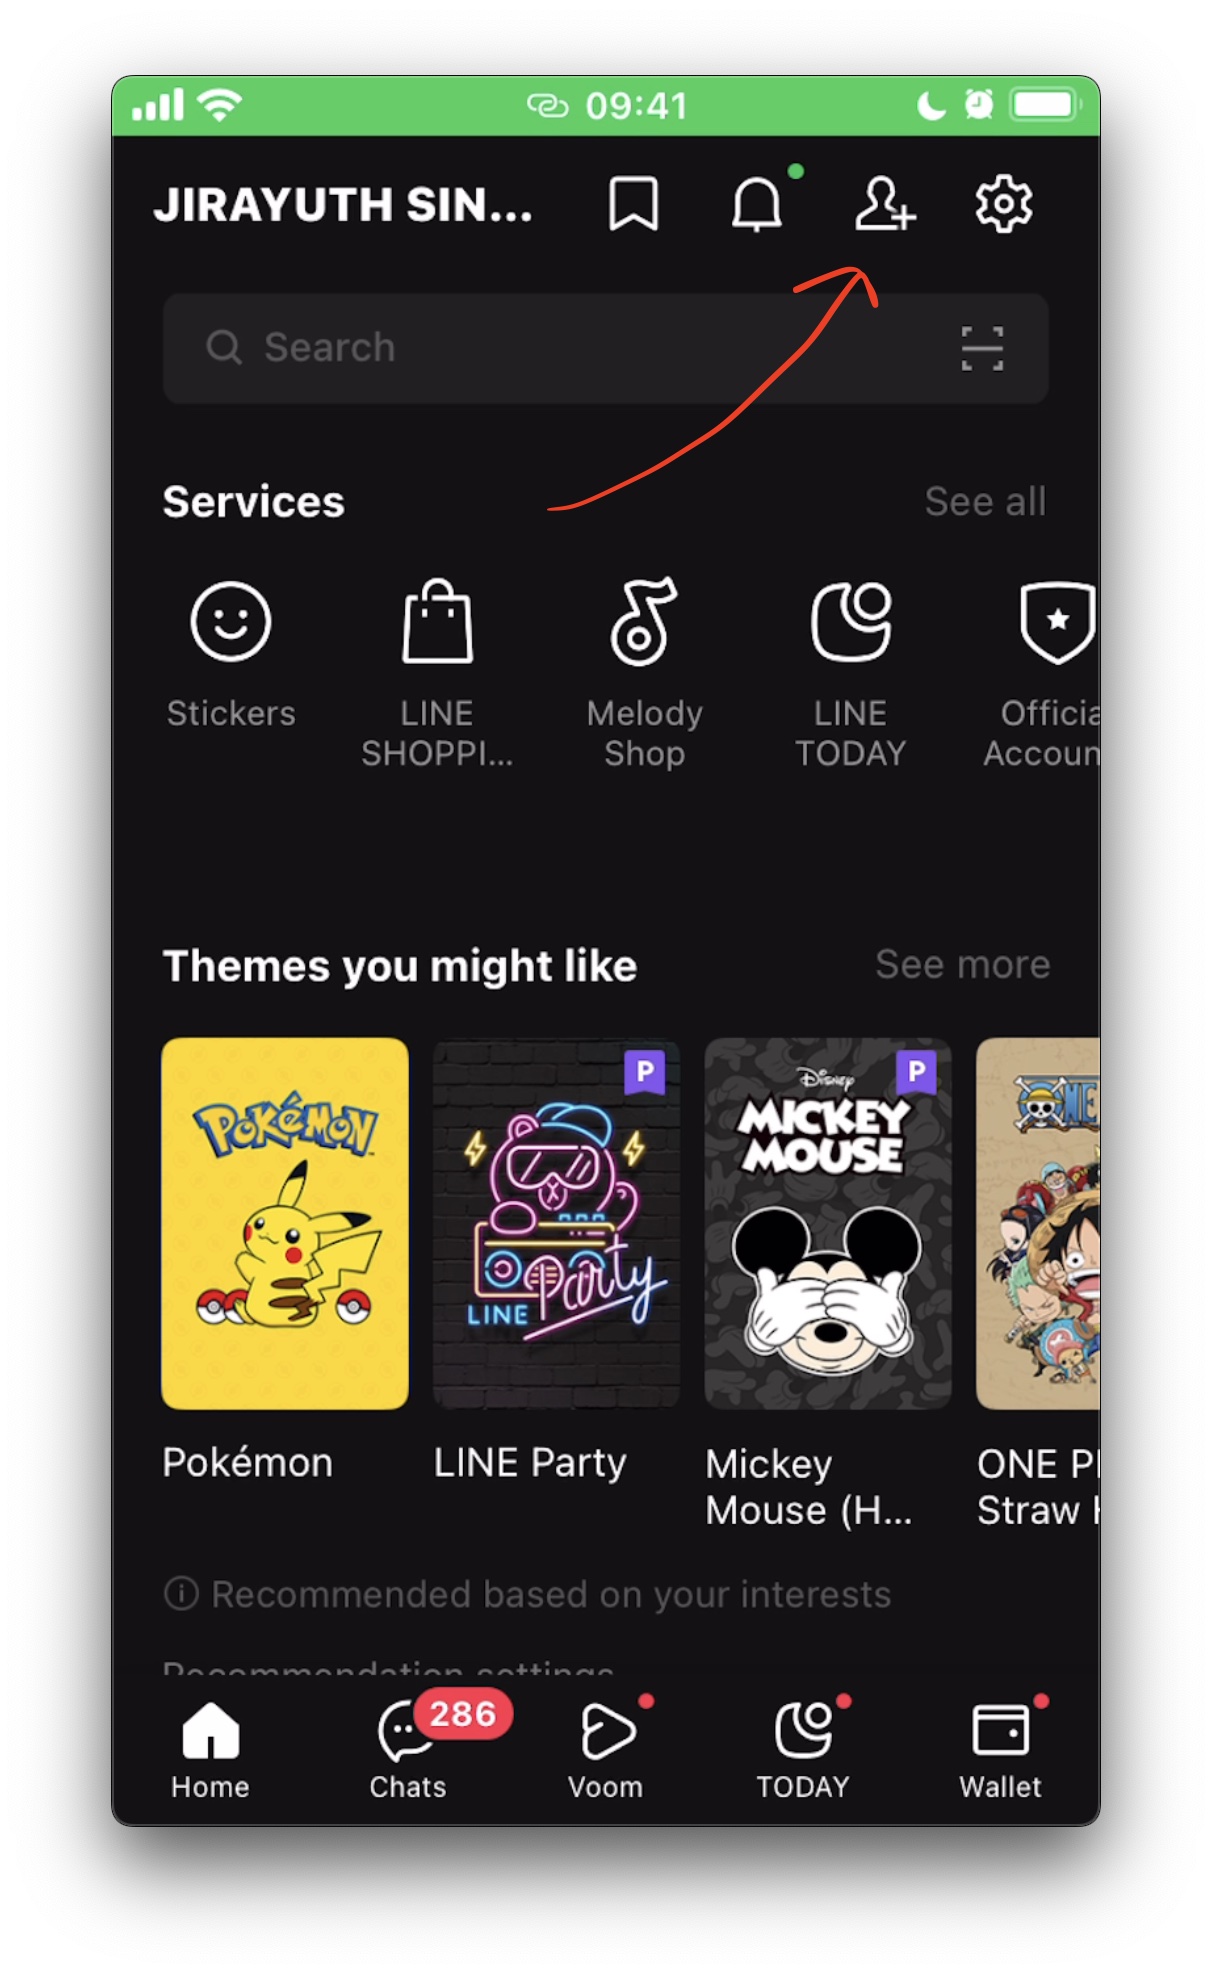 09:41
JIRAYUTH SIN...
Search
Services
See all
Stickers
LINE
SHOPPI...
Melody
Shop
LINE
TODAY
Officia
Accoun
Themes you might like
See more
POKÉMON
P
LINE Party
Disney
MICKEY
MOUSE
P
ONE
Pokémon
LINE Party
Mickey
Mouse (H...
ONE PI
Straw H
Recommended based on your interests
Recommendation settings
286
Home
Chats
Voom
TODAY
Wallet